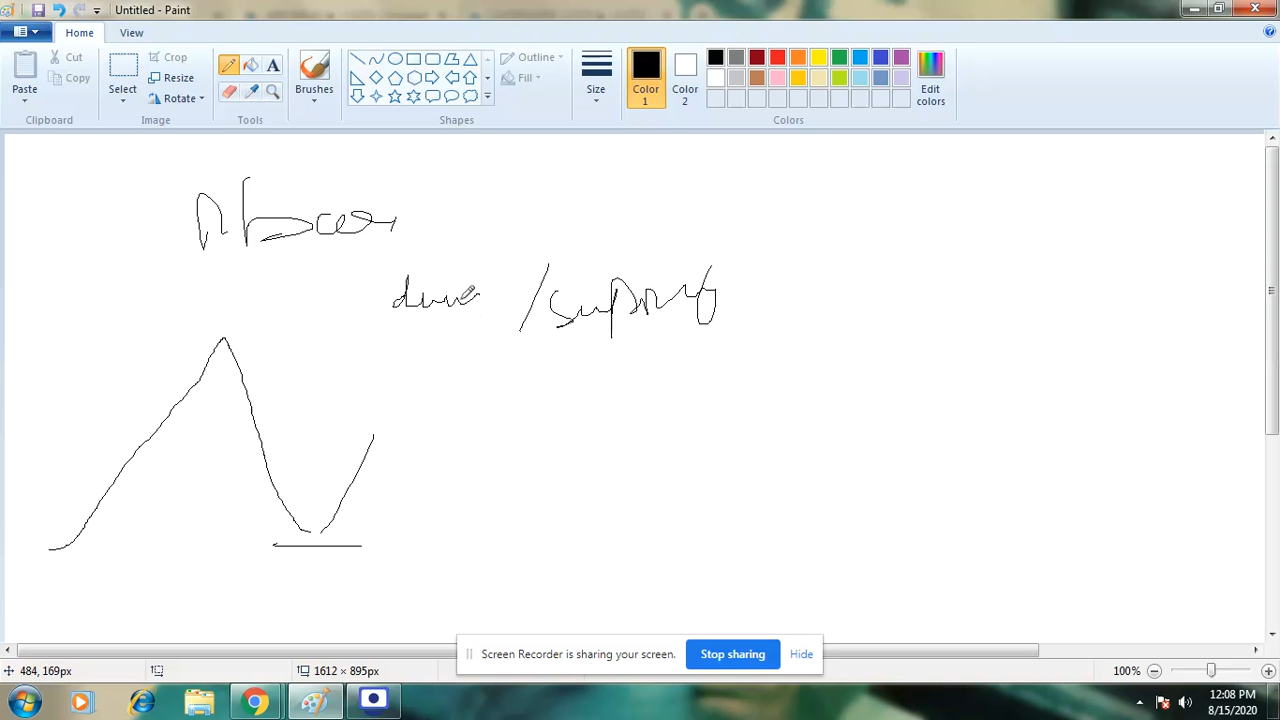 Untitled - Paint
Home View
Cut
Copy
Paste
Clipboard
Select
Crop
Resize
Rotate
Image
Tools
Brushes
Outline
Fill
Shapes
Size
Color 1
Color 2
Edit colors
Colors
/support
Screen Recorder is sharing your screen. Stop sharing Hide
484, 169px 1612 × 895px 100%
12:08 PM
8/15/2020